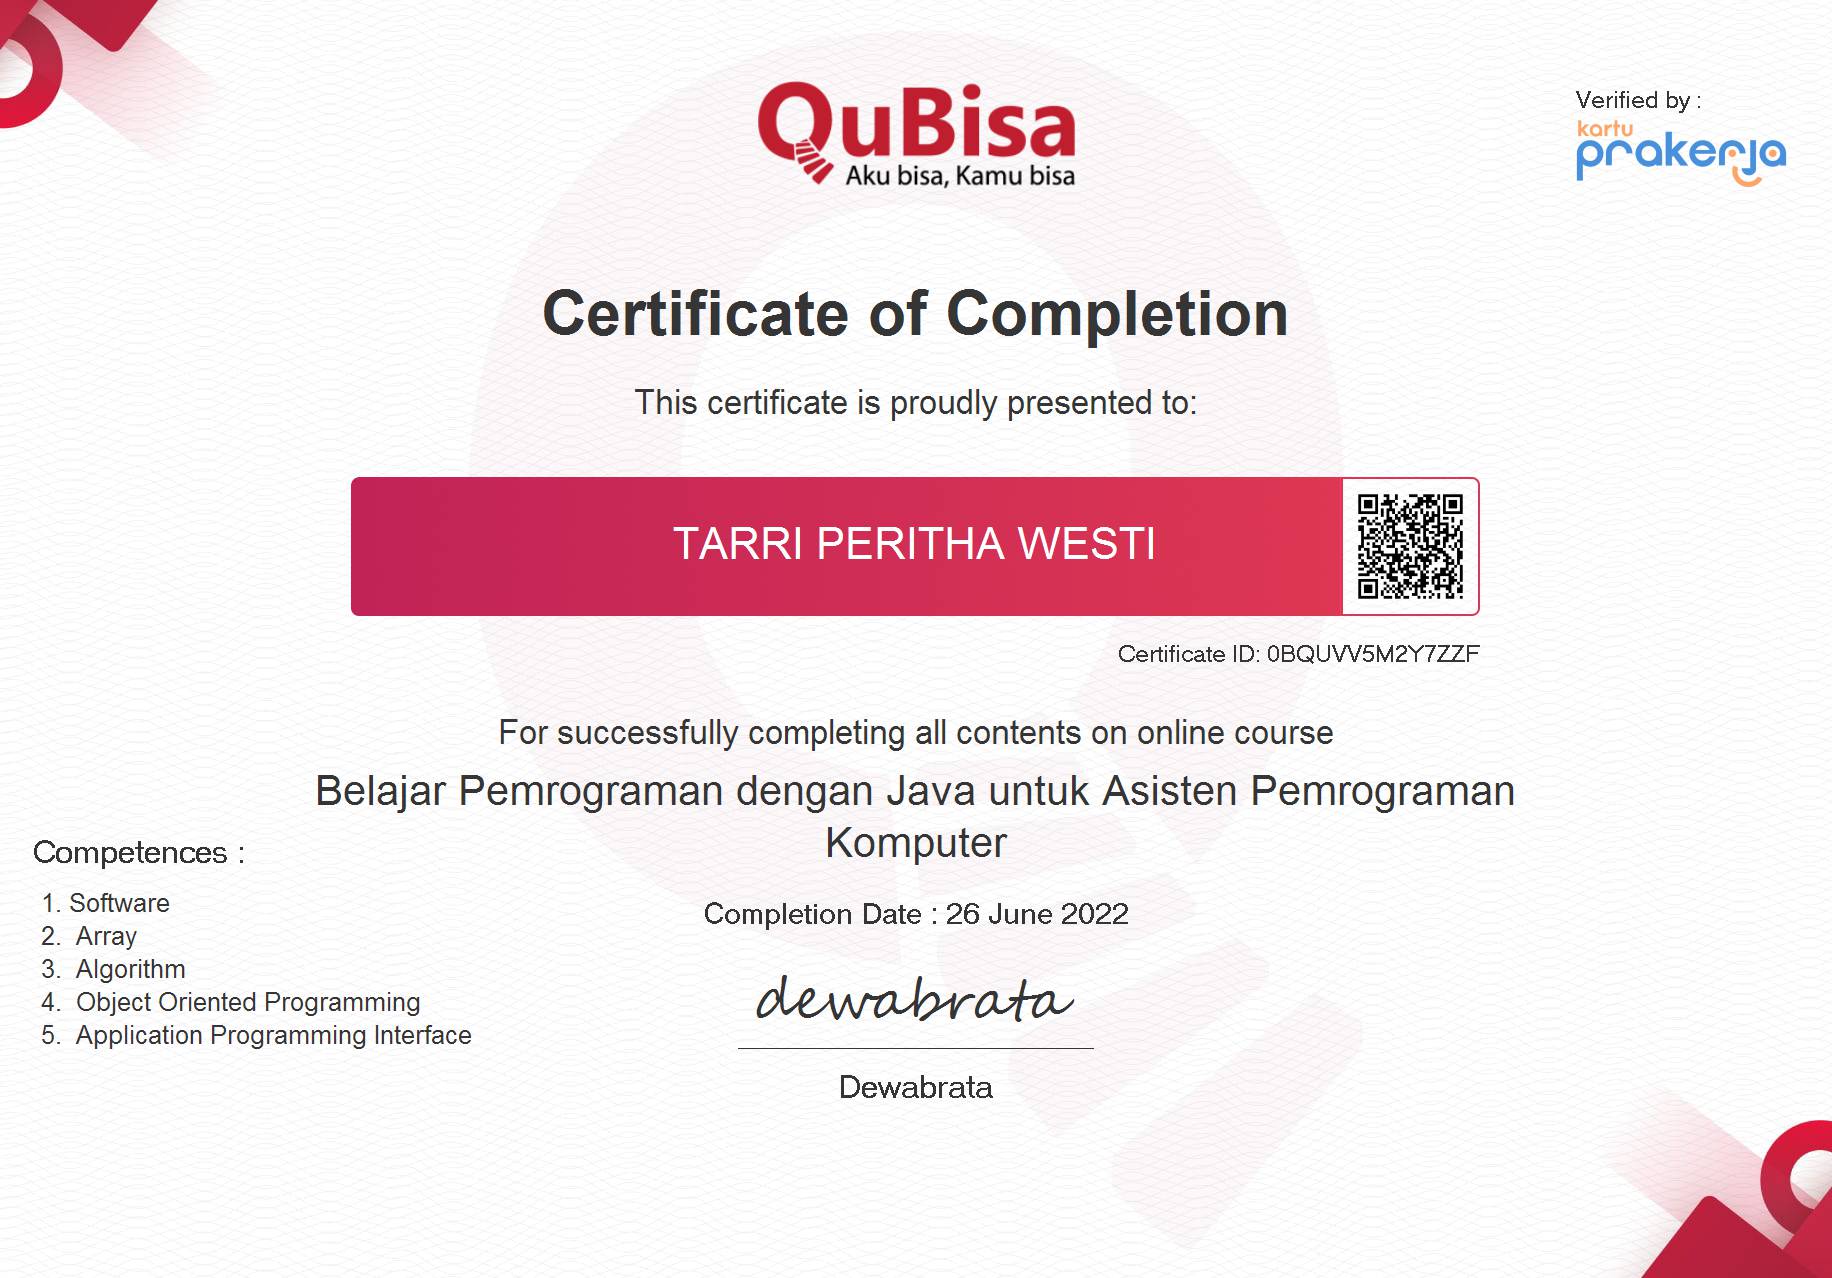 QuBisa
Aku bisa, Kamu bisa
Verified by :
kartu
prakerja
Certificate of Completion
This certificate is proudly presented to:
TARRI PERITHA WESTI
Certificate ID: 0BQUVV5M2Y7ZZF
For successfully completing all contents on online course
Belajar Pemrograman dengan Java untuk Asisten Pemrograman
Komputer
Completion Date : 26 June 2022
Competences :
1. Software
2. Array
3. Algorithm
4. Object Oriented Programming
5. Application Programming Interface
dewabrata
Dewabrata